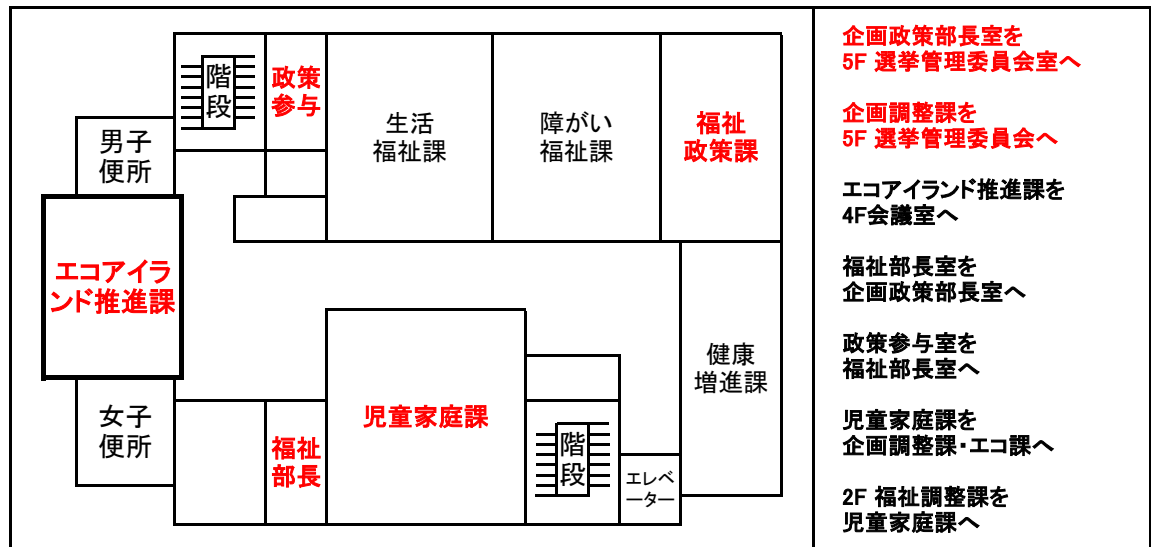 階
段
政策
参与
生活
福祉課
障がい
福祉課
福祉
政策課
男子
便所
エコアイラ
ンド推進課
健康
増進課
女子
便所
福祉
部長
児童家庭課
階
段
エレベ
ーター
企画政策部長室を
5F 選挙管理委員会室へ
企画調整課を
5F 選挙管理委員会へ
エコアイランド推進課を
4F会議室へ
福祉部長室を
企画政策部長室へ
政策参与室を
福祉部長室へ
児童家庭課を
企画調整課・エコ課へ
2F 福祉調整課を
児童家庭課へ